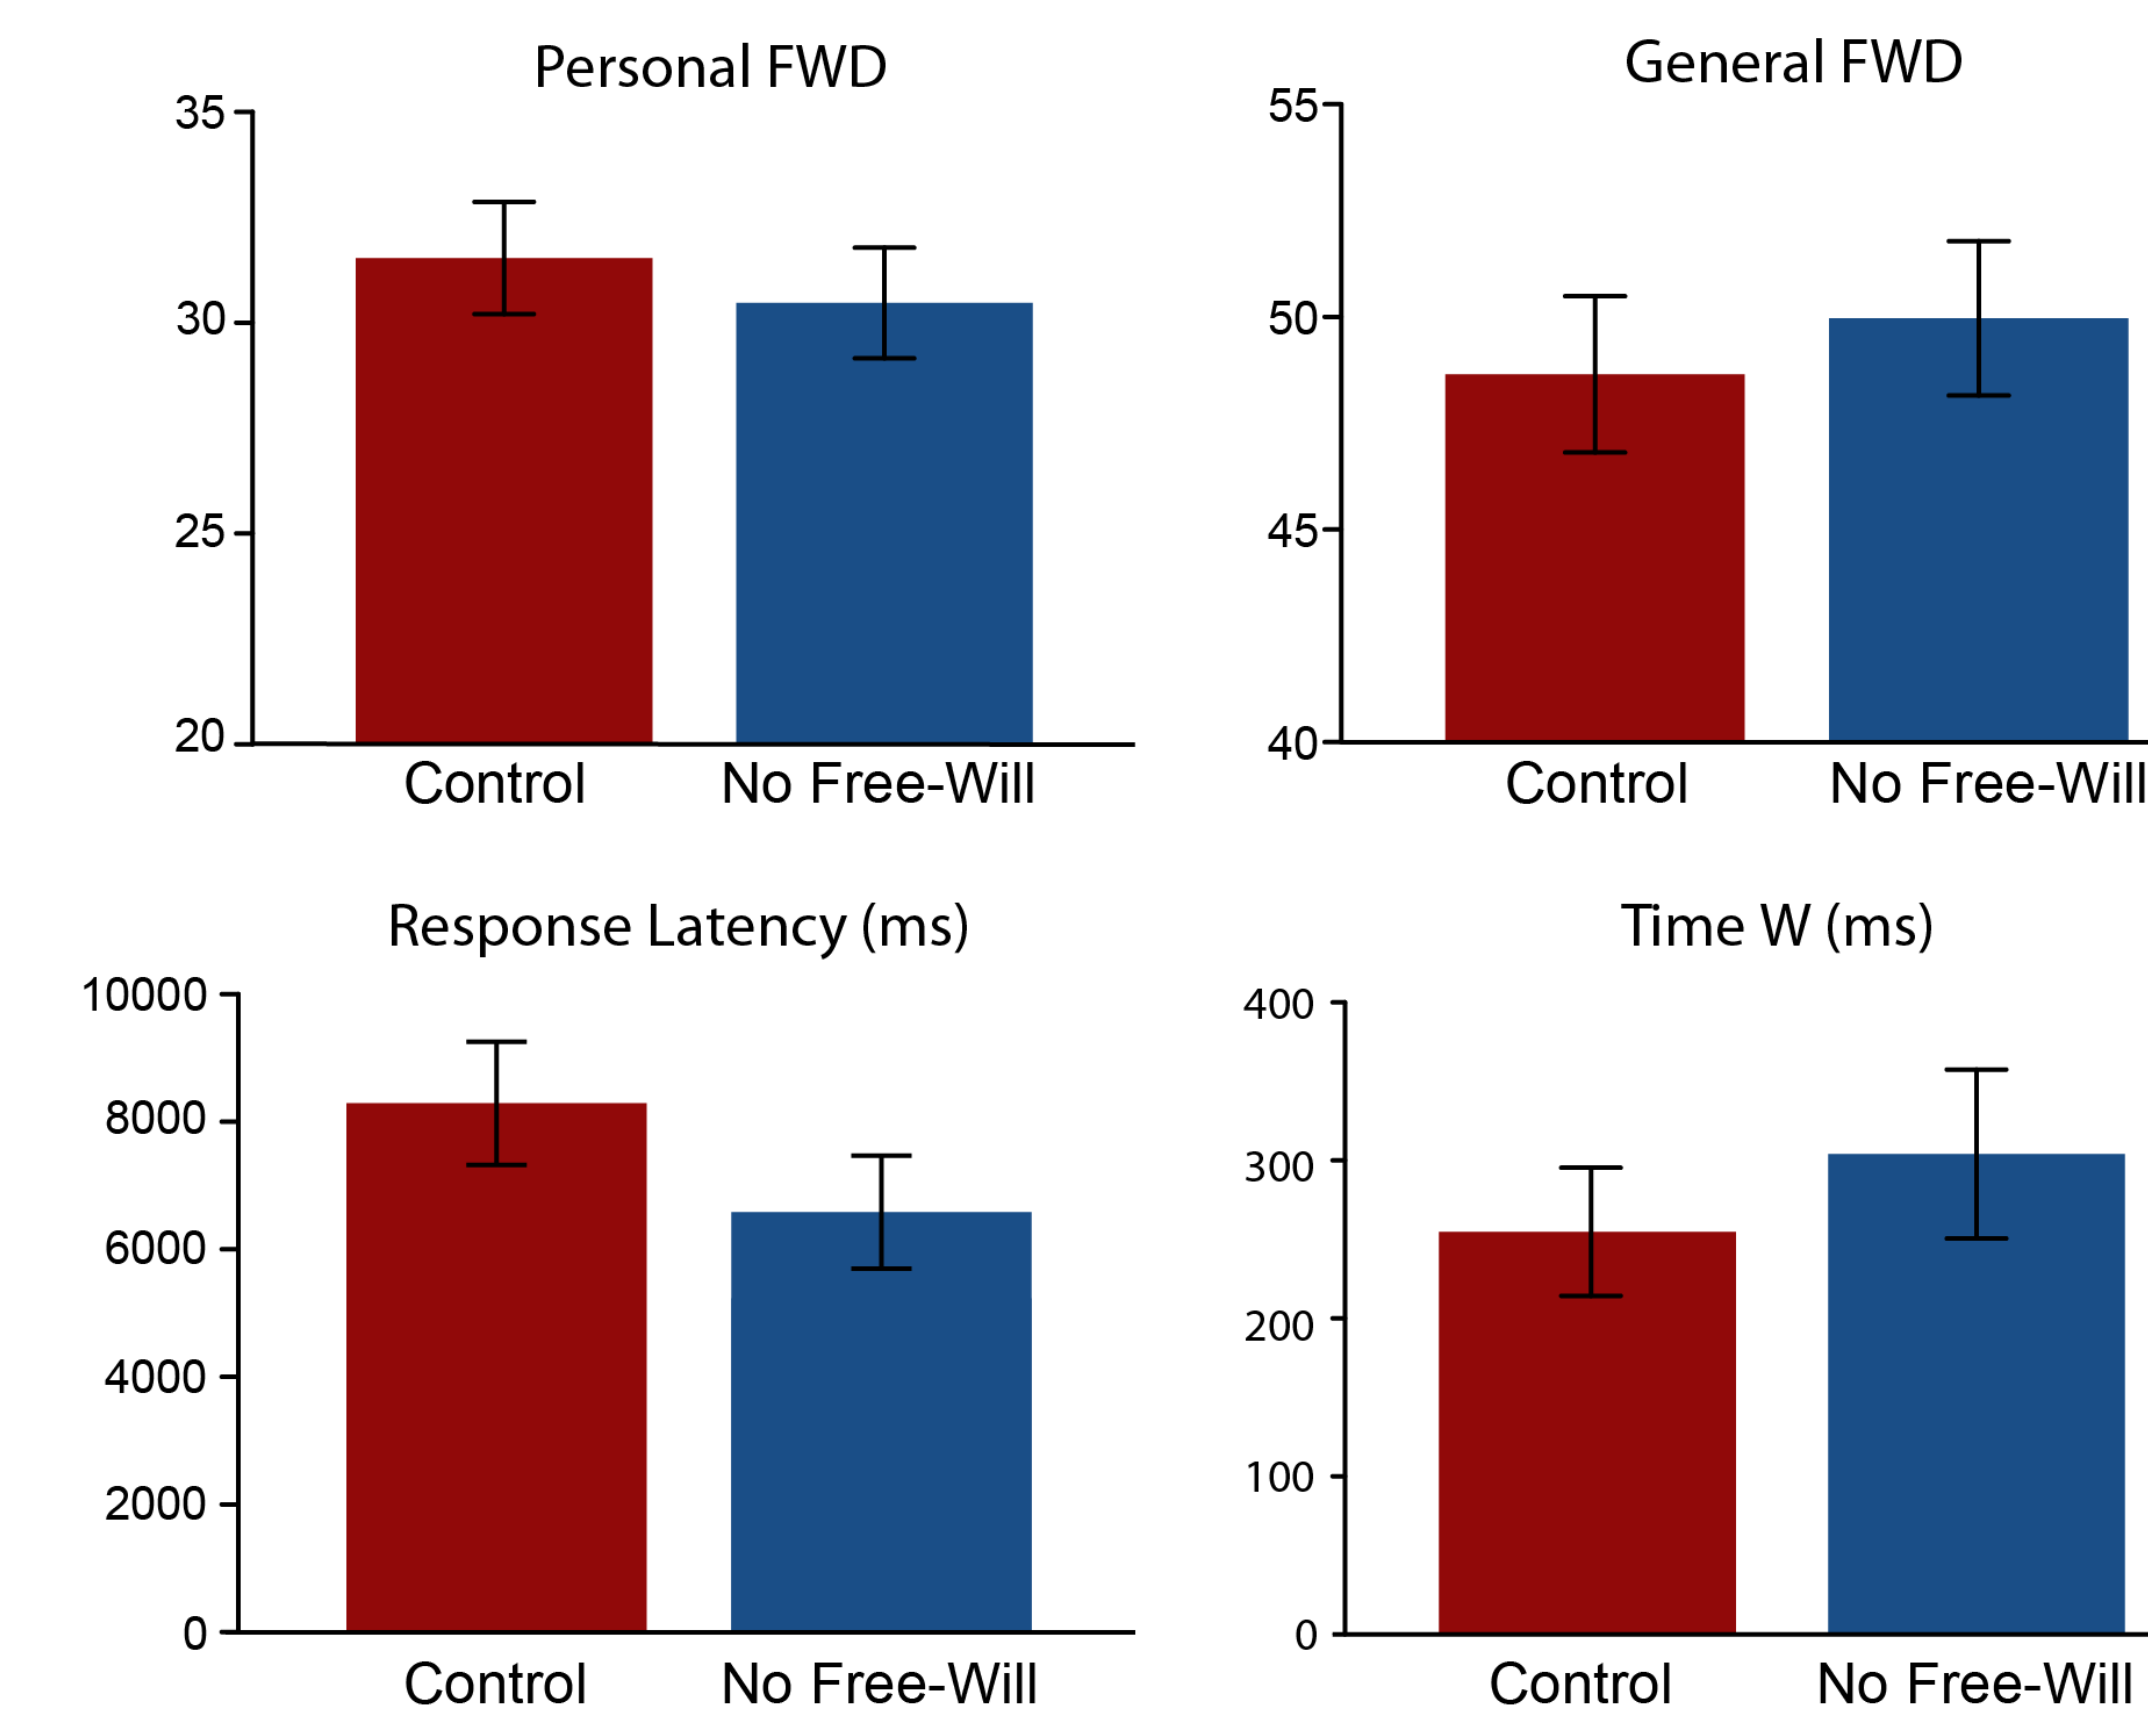 Personal FWD
35
30
25
20
Control No Free-Will
General FWD
55
50
45
40
Control No Free-Will
Response Latency (ms)
10000
8000
6000
4000
2000
0
Control No Free-Will
Time W (ms)
400
300
200
100
0
Control No Free-Will